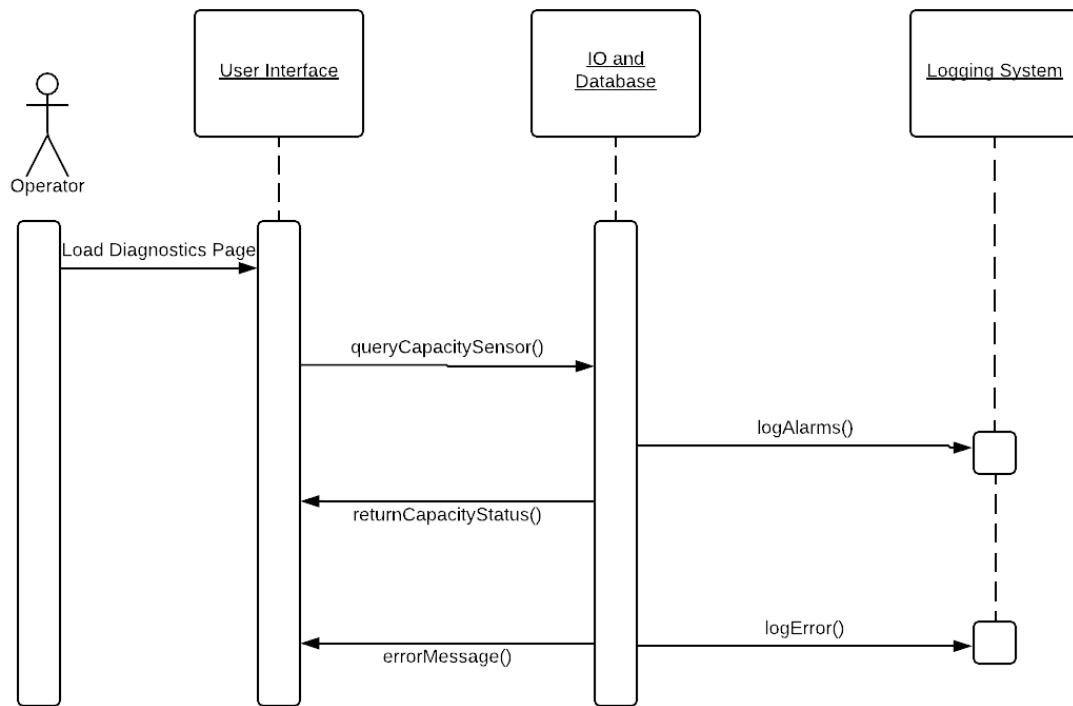 User Interface
IO and
Database
Logging System
Operator
Load Diagnostics Page
queryCapacitySensor()
logAlarms()
returnCapacityStatus()
logError()
errorMessage()